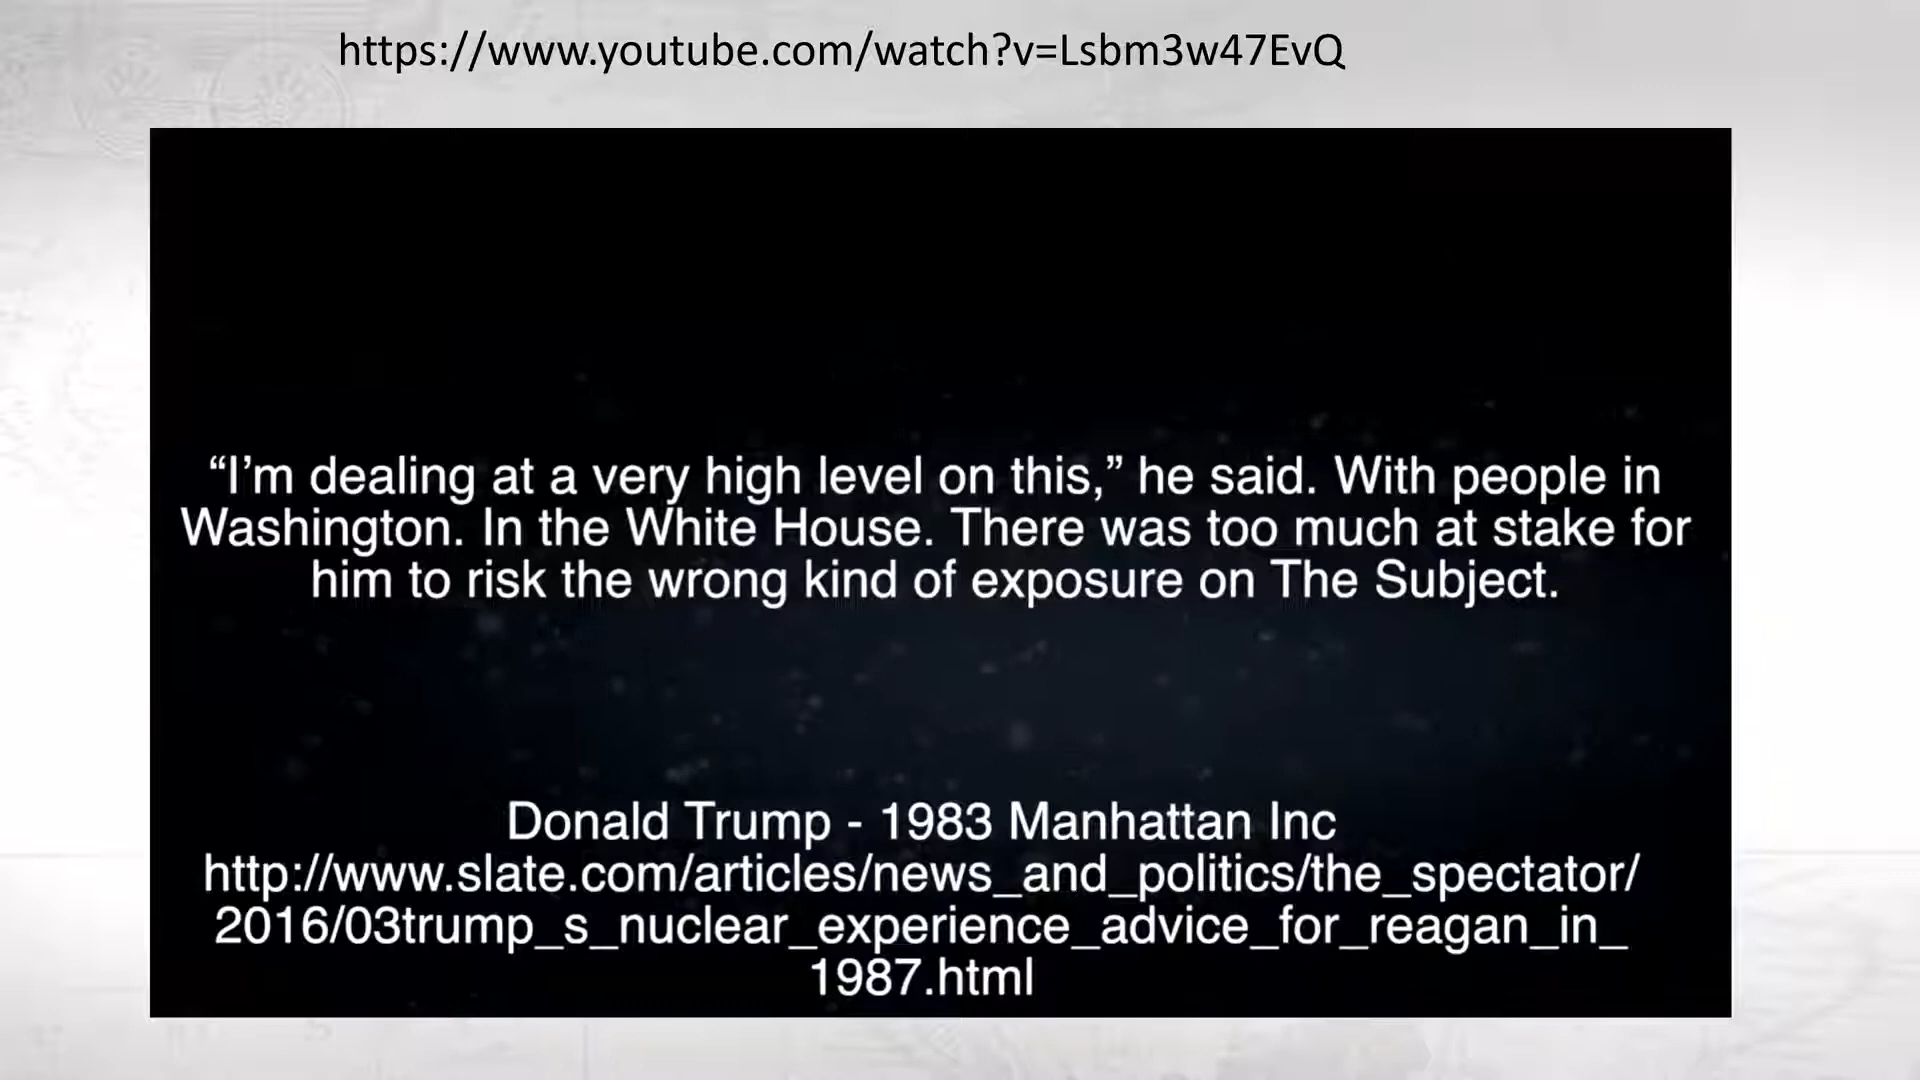 https://www.youtube.com/watch?v=Lsbm3w47EvQ
“I’m dealing at a very high level on this,” he said. With people in
Washington. In the White House. There was too much at stake for
him to risk the wrong kind of exposure on The Subject.
Donald Trump - 1983 Manhattan Inc
http://www.slate.com/articles/news_and_politics/the_spectator/
2016/03trump_s_nuclear_experience_advice_for_reagan_in_
1987.html